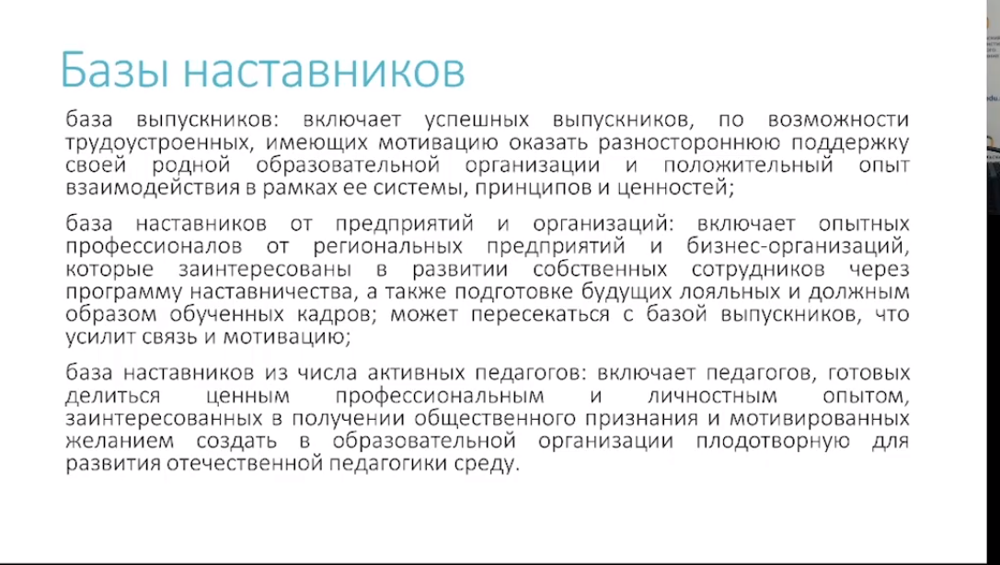 Базы наставников
база выпускников: включает успешных выпускников, по возможности
трудоустроенных, имеющих мотивацию оказать разностороннюю поддержку
своей родной образовательной организации и положительный опыт
взаимодействия в рамках ее системы, принципов и ценностей;
база наставников от предприятий и организаций: включает опытных
профессионалов от региональных предприятий и бизнес-организаций,
которые заинтересованы в развитии собственных сотрудников через
программу наставничества, а также подготовке будущих лояльных и должным
образом обученных кадров; может пересекаться с базой выпускников, что
усилит связь и мотивацию;
база наставников из числа активных педагогов: включает педагогов, готовых
делиться ценным профессиональным и личностным опытом,
заинтересованных в получении общественного признания и мотивированных
желанием создать в образовательной организации плодотворную для
развития отечественной педагогики среду.
edu.